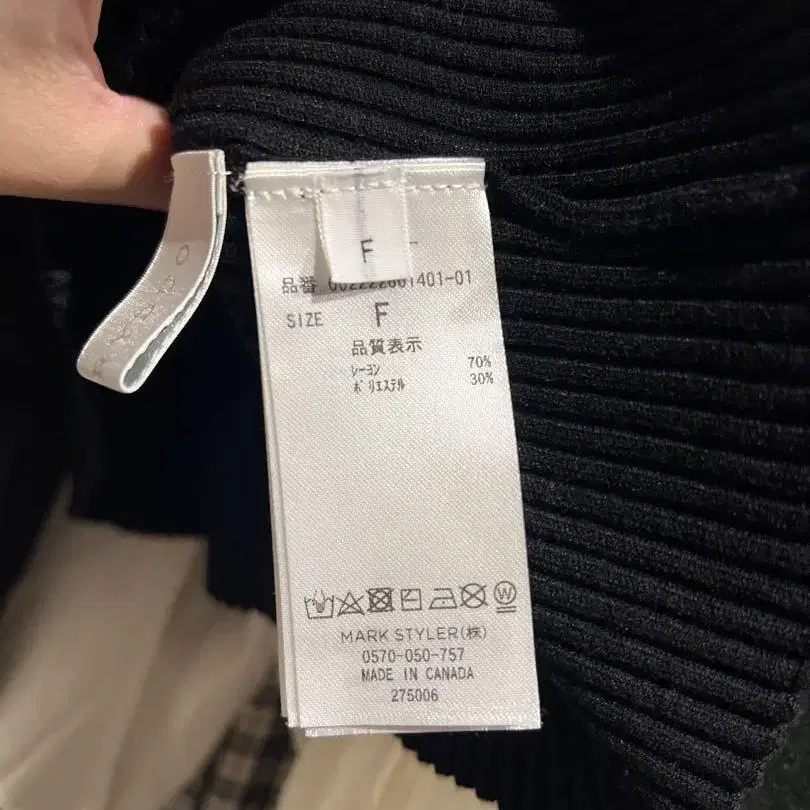 F
品番
401-01
SIZE F
品質表示
レーヨン 70%
ポリエステル 30%
W
MARK STYLER(株)
0570-050-757
MADE IN CANADA
275006